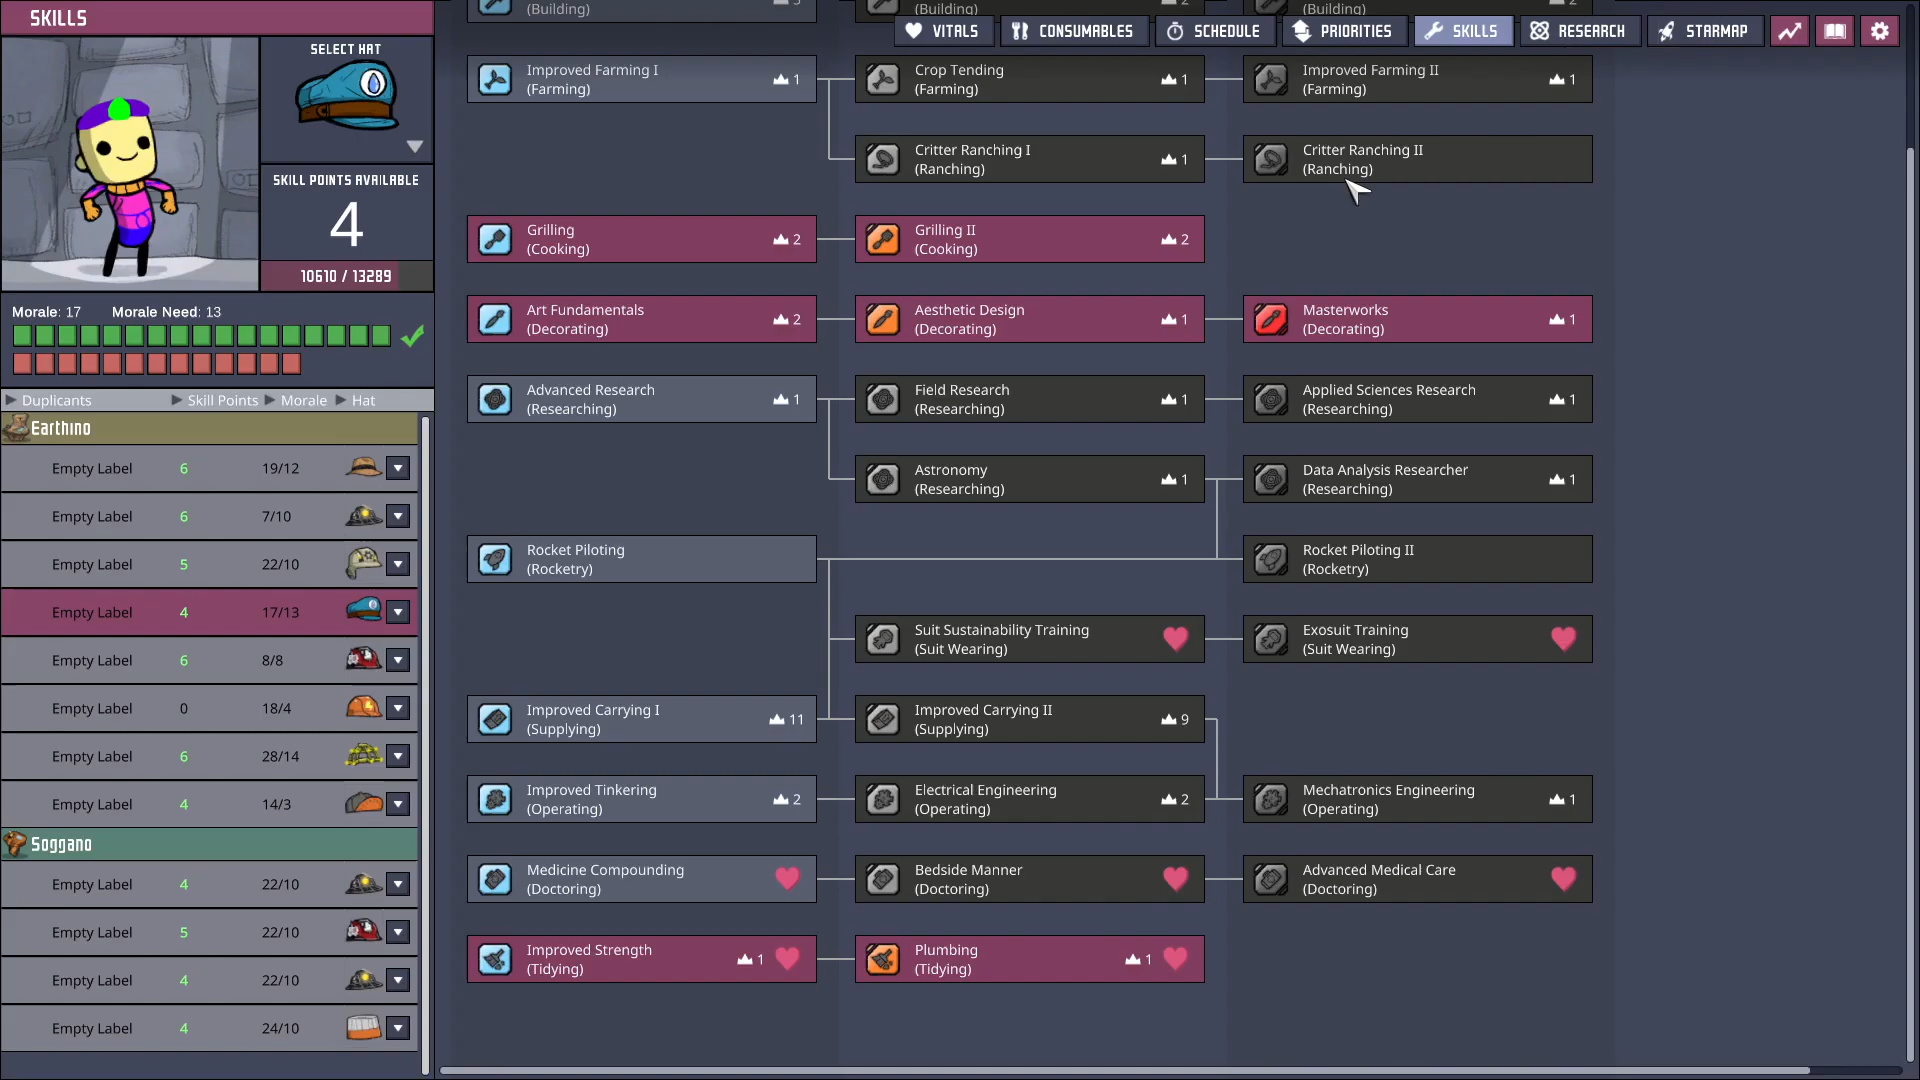 SKILLS
VITALS
CONSUMABLES
SCHEDULE
PRIORITIES
SKILLS
RESEARCH
STARMAP
SELECT HAT
SKILL POINTS AVAILABLE
4
10610 / 13289
Morale: 17 Morale Need: 13
Duplicants Skill Points Morale Hat
Earthino
Empty Label 6 19/12
Empty Label 6 7/10
Empty Label 5 22/10
Empty Label 4 17/13
Empty Label 6 8/8
Empty Label 0 18/4
Empty Label 6 28/14
Empty Label 4 14/3
Soggano
Empty Label 4 22/10
Empty Label 5 22/10
Empty Label 4 22/10
Empty Label 4 24/10
(Building)
(Building)
2
(Building)
2
Improved Farming I
(Farming)
1
Crop Tending
(Farming)
1
Improved Farming II
(Farming)
1
Critter Ranching I
(Ranching)
1
Critter Ranching II
(Ranching)
Grilling
(Cooking)
2
Grilling II
(Cooking)
2
Art Fundamentals
(Decorating)
2
Aesthetic Design
(Decorating)
1
Masterworks
(Decorating)
1
Advanced Research
(Researching)
1
Field Research
(Researching)
1
Applied Sciences Research
(Researching)
1
Astronomy
(Researching)
1
Data Analysis Researcher
(Researching)
1
Rocket Piloting
(Rocketry)
Rocket Piloting II
(Rocketry)
Suit Sustainability Training
(Suit Wearing)
Exosuit Training
(Suit Wearing)
Improved Carrying I
(Supplying)
11
Improved Carrying II
(Supplying)
9
Improved Tinkering
(Operating)
2
Electrical Engineering
(Operating)
2
Mechatronics Engineering
(Operating)
1
Medicine Compounding
(Doctoring)
Bedside Manner
(Doctoring)
Advanced Medical Care
(Doctoring)
Improved Strength
(Tidying)
1
Plumbing
(Tidying)
1